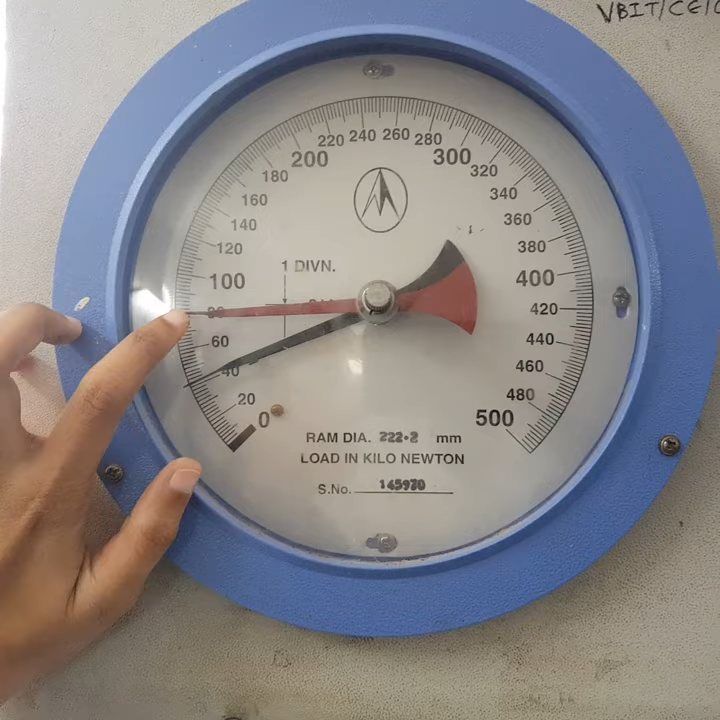 VBIT/CE/
220 240 260 280
200 300
180 320
160 340
140 360
120 380
1 DIVN.
100 400
80 420
60 440
40 460
20 480
0 500
RAM DIA. 222·2 mm
LOAD IN KILO NEWTON
S.No. 145970